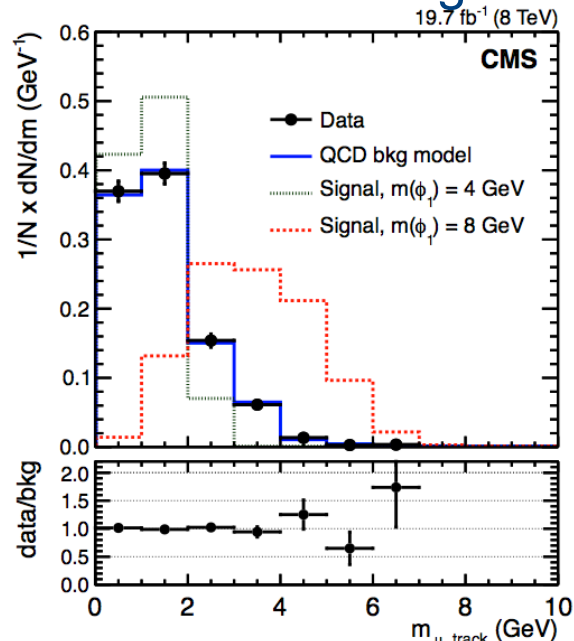 19.7 fb⁻¹ (8 TeV)
CMS
1/N x dN/dm (GeV⁻¹)
0.6
0.5
0.4
0.3
0.2
0.1
0.0
Data
QCD bkg model
Signal, m(ϕ₁) = 4 GeV
Signal, m(ϕ₁) = 8 GeV
data/bkg
2.0
1.5
1.0
0.5
0.0
0 2 4 6 8 10
m_μ, track (GeV)